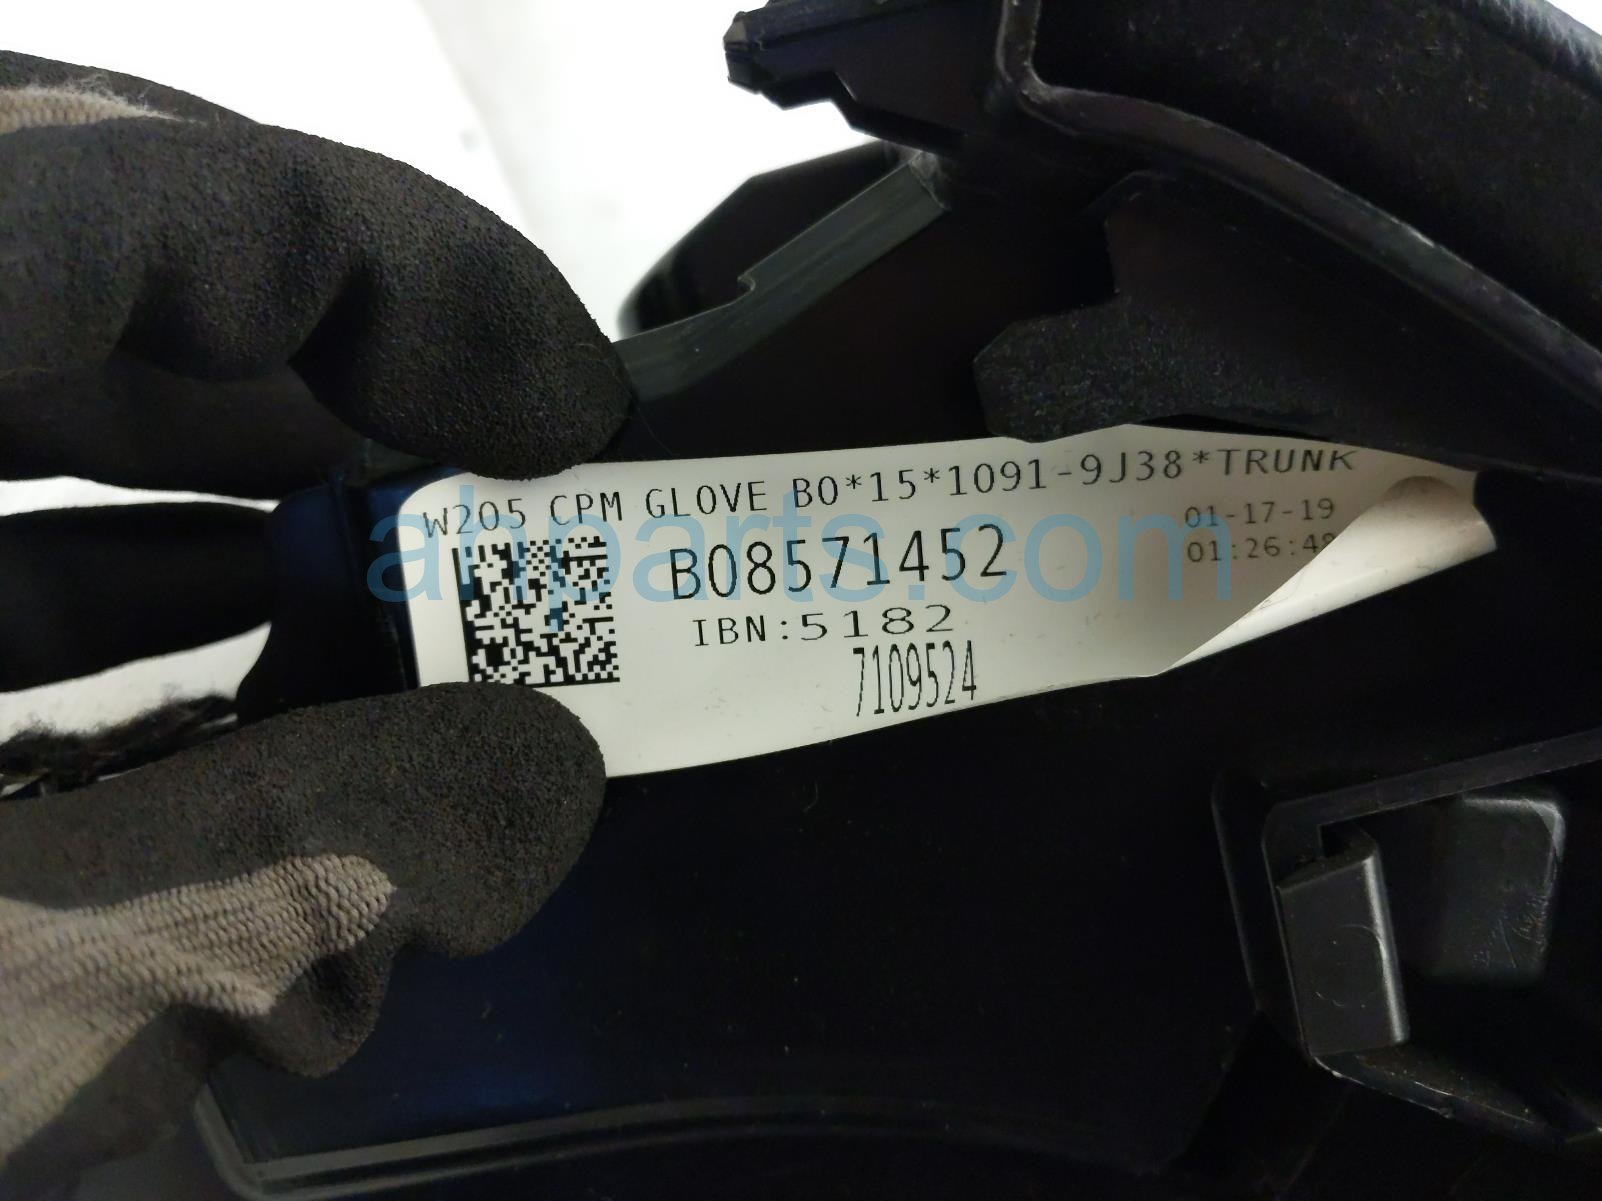 W205 CPM GLOVE B0*15*1091-9J38*TRUNK
01-17-19
B08571452
01:26:49
IBN:5182
7109524
ahparts.com